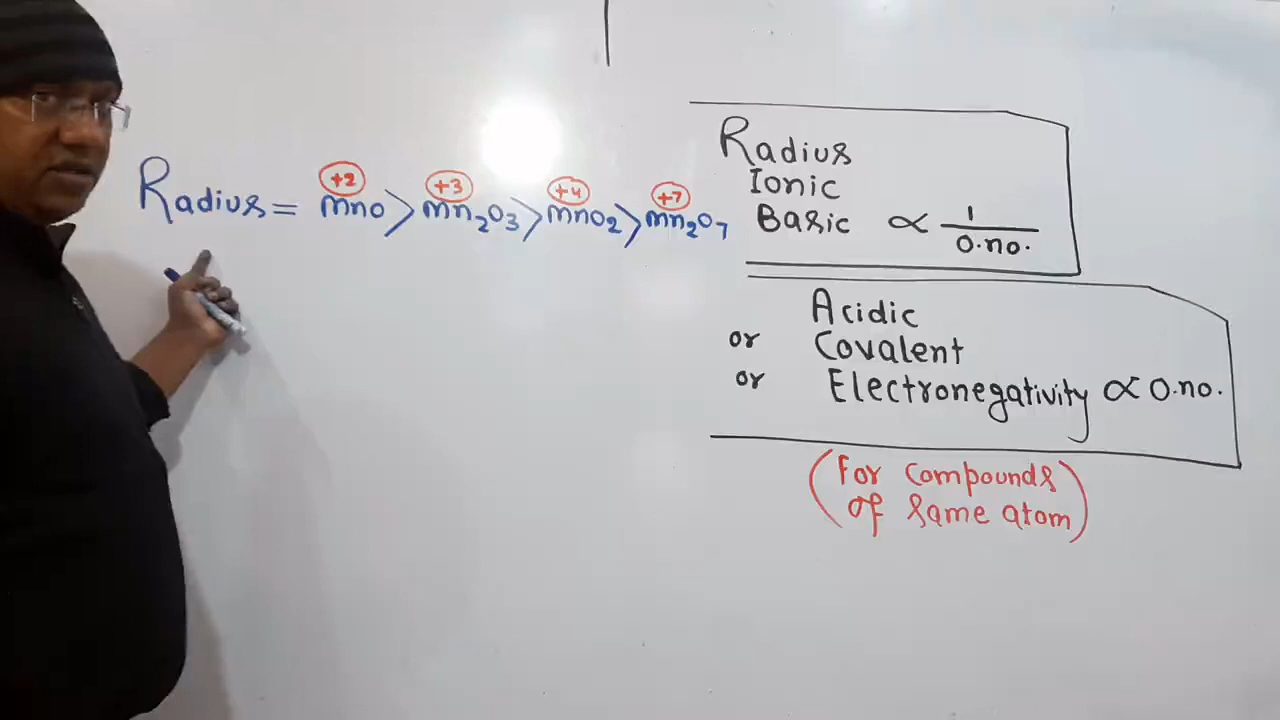 +2 +3 +4 +7
Radius = mno > mn₂O₃ > mnO₂ > mn₂O₇
Radius
Ionic
Basic ∝ 1/O.no.
Acidic
or Covalent
or Electronegativity ∝ O.no.
(For Compounds
of same atom)